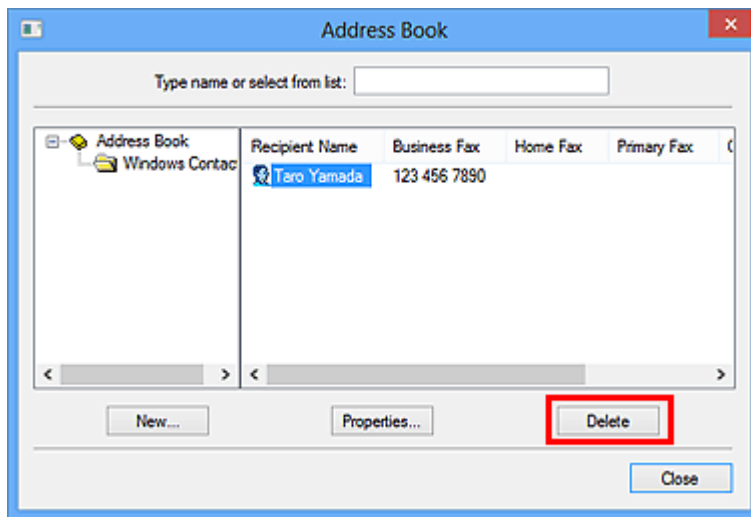 Address Book
Type name or select from list:
Address Book
Windows Contac
Recipient Name Business Fax Home Fax Primary Fax
Taro Yamada 123 456 7890
New... Properties... Delete
Close